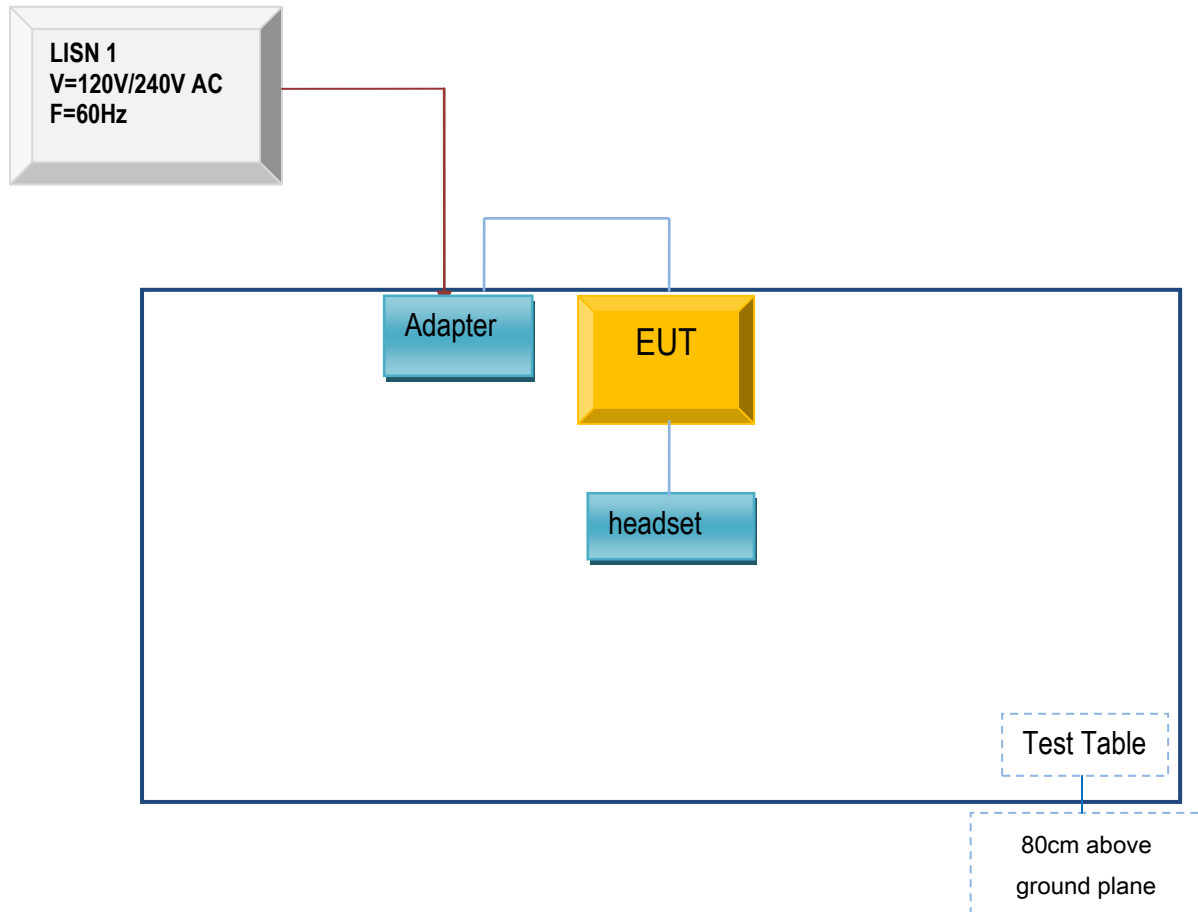 LISN 1
V=120V/240V AC
F=60Hz
Adapter
EUT
headset
Test Table
80cm above
ground plane